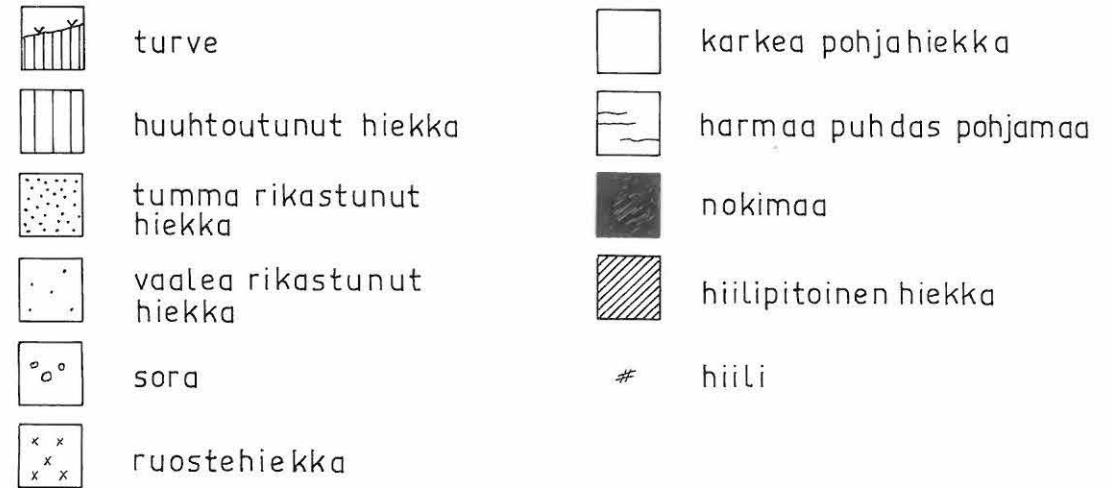 turve
huuhtoutunut hiekka
tumma rikastunut
hiekka
vaalea rikastunut
hiekka
sora
ruostehiekka
karkea pohjahiekka
harmaa puhdas pohjamaa
nokimaa
hiilipitoinen hiekka
hiili